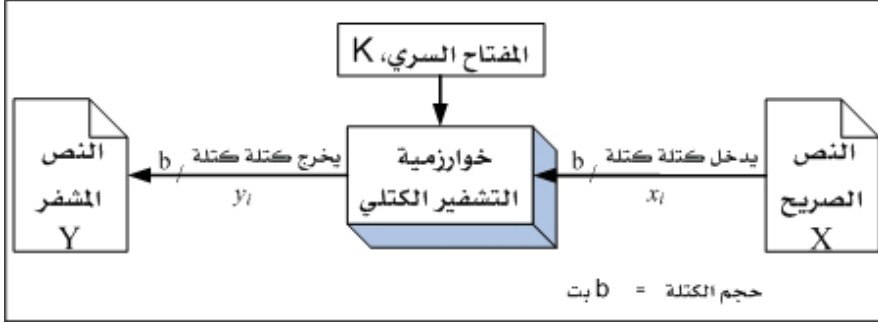 المفتاح السري، K
النص
الصريح
X
يدخل كتلة كتلة b
xi
خوارزمية
التشفير الكتلي
يخرج كتلة كتلة b
yi
النص
المشفر
Y
حجم الكتلة = b بت